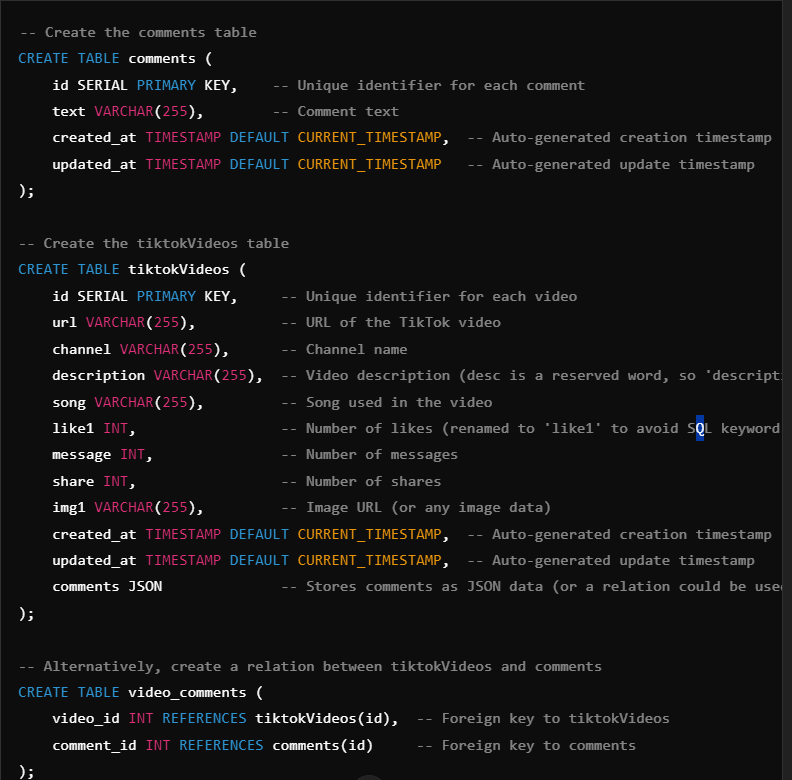 -- Create the comments table
CREATE TABLE comments (
    id SERIAL PRIMARY KEY,    -- Unique identifier for each comment
    text VARCHAR(255),        -- Comment text
    created_at TIMESTAMP DEFAULT CURRENT_TIMESTAMP,  -- Auto-generated creation timestamp
    updated_at TIMESTAMP DEFAULT CURRENT_TIMESTAMP   -- Auto-generated update timestamp
);

-- Create the tiktokVideos table
CREATE TABLE tiktokVideos (
    id SERIAL PRIMARY KEY,     -- Unique identifier for each video
    url VARCHAR(255),          -- URL of the TikTok video
    channel VARCHAR(255),      -- Channel name
    description VARCHAR(255),  -- Video description (desc is a reserved word, so 'descript
    song VARCHAR(255),         -- Song used in the video
    like1 INT,                 -- Number of likes (renamed to 'like1' to avoid SQL keyword
    message INT,               -- Number of messages
    share INT,                 -- Number of shares
    img1 VARCHAR(255),         -- Image URL (or any image data)
    created_at TIMESTAMP DEFAULT CURRENT_TIMESTAMP,  -- Auto-generated creation timestamp
    updated_at TIMESTAMP DEFAULT CURRENT_TIMESTAMP,  -- Auto-generated update timestamp
    comments JSON              -- Stores comments as JSON data (or a relation could be use
);

-- Alternatively, create a relation between tiktokVideos and comments
CREATE TABLE video_comments (
    video_id INT REFERENCES tiktokVideos(id),  -- Foreign key to tiktokVideos
    comment_id INT REFERENCES comments(id)     -- Foreign key to comments
);